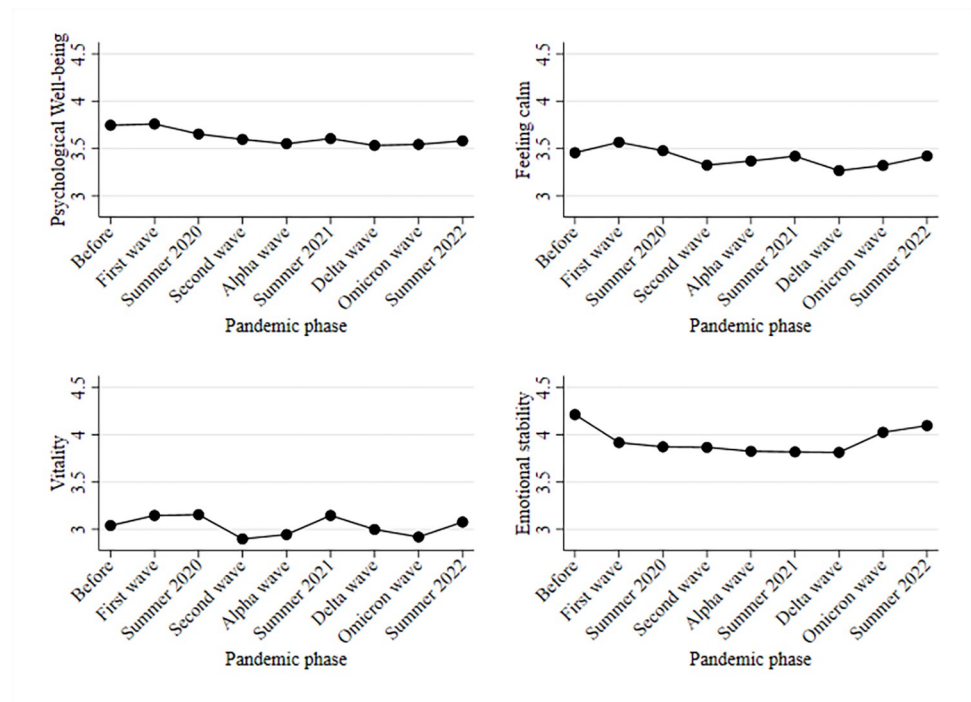 Psychological Well-being
4.5
4
3.5
3
Before
First wave
Summer 2020
Second wave
Alpha wave
Summer 2021
Delta wave
Omicron wave
Summer 2022
Pandemic phase
Feeling calm
4.5
4
3.5
3
Before
First wave
Summer 2020
Second wave
Alpha wave
Summer 2021
Delta wave
Omicron wave
Summer 2022
Pandemic phase
Vitality
4.5
4
3.5
3
Before
First wave
Summer 2020
Second wave
Alpha wave
Summer 2021
Delta wave
Omicron wave
Summer 2022
Pandemic phase
Emotional stability
4.5
4
3.5
3
Before
First wave
Summer 2020
Second wave
Alpha wave
Summer 2021
Delta wave
Omicron wave
Summer 2022
Pandemic phase